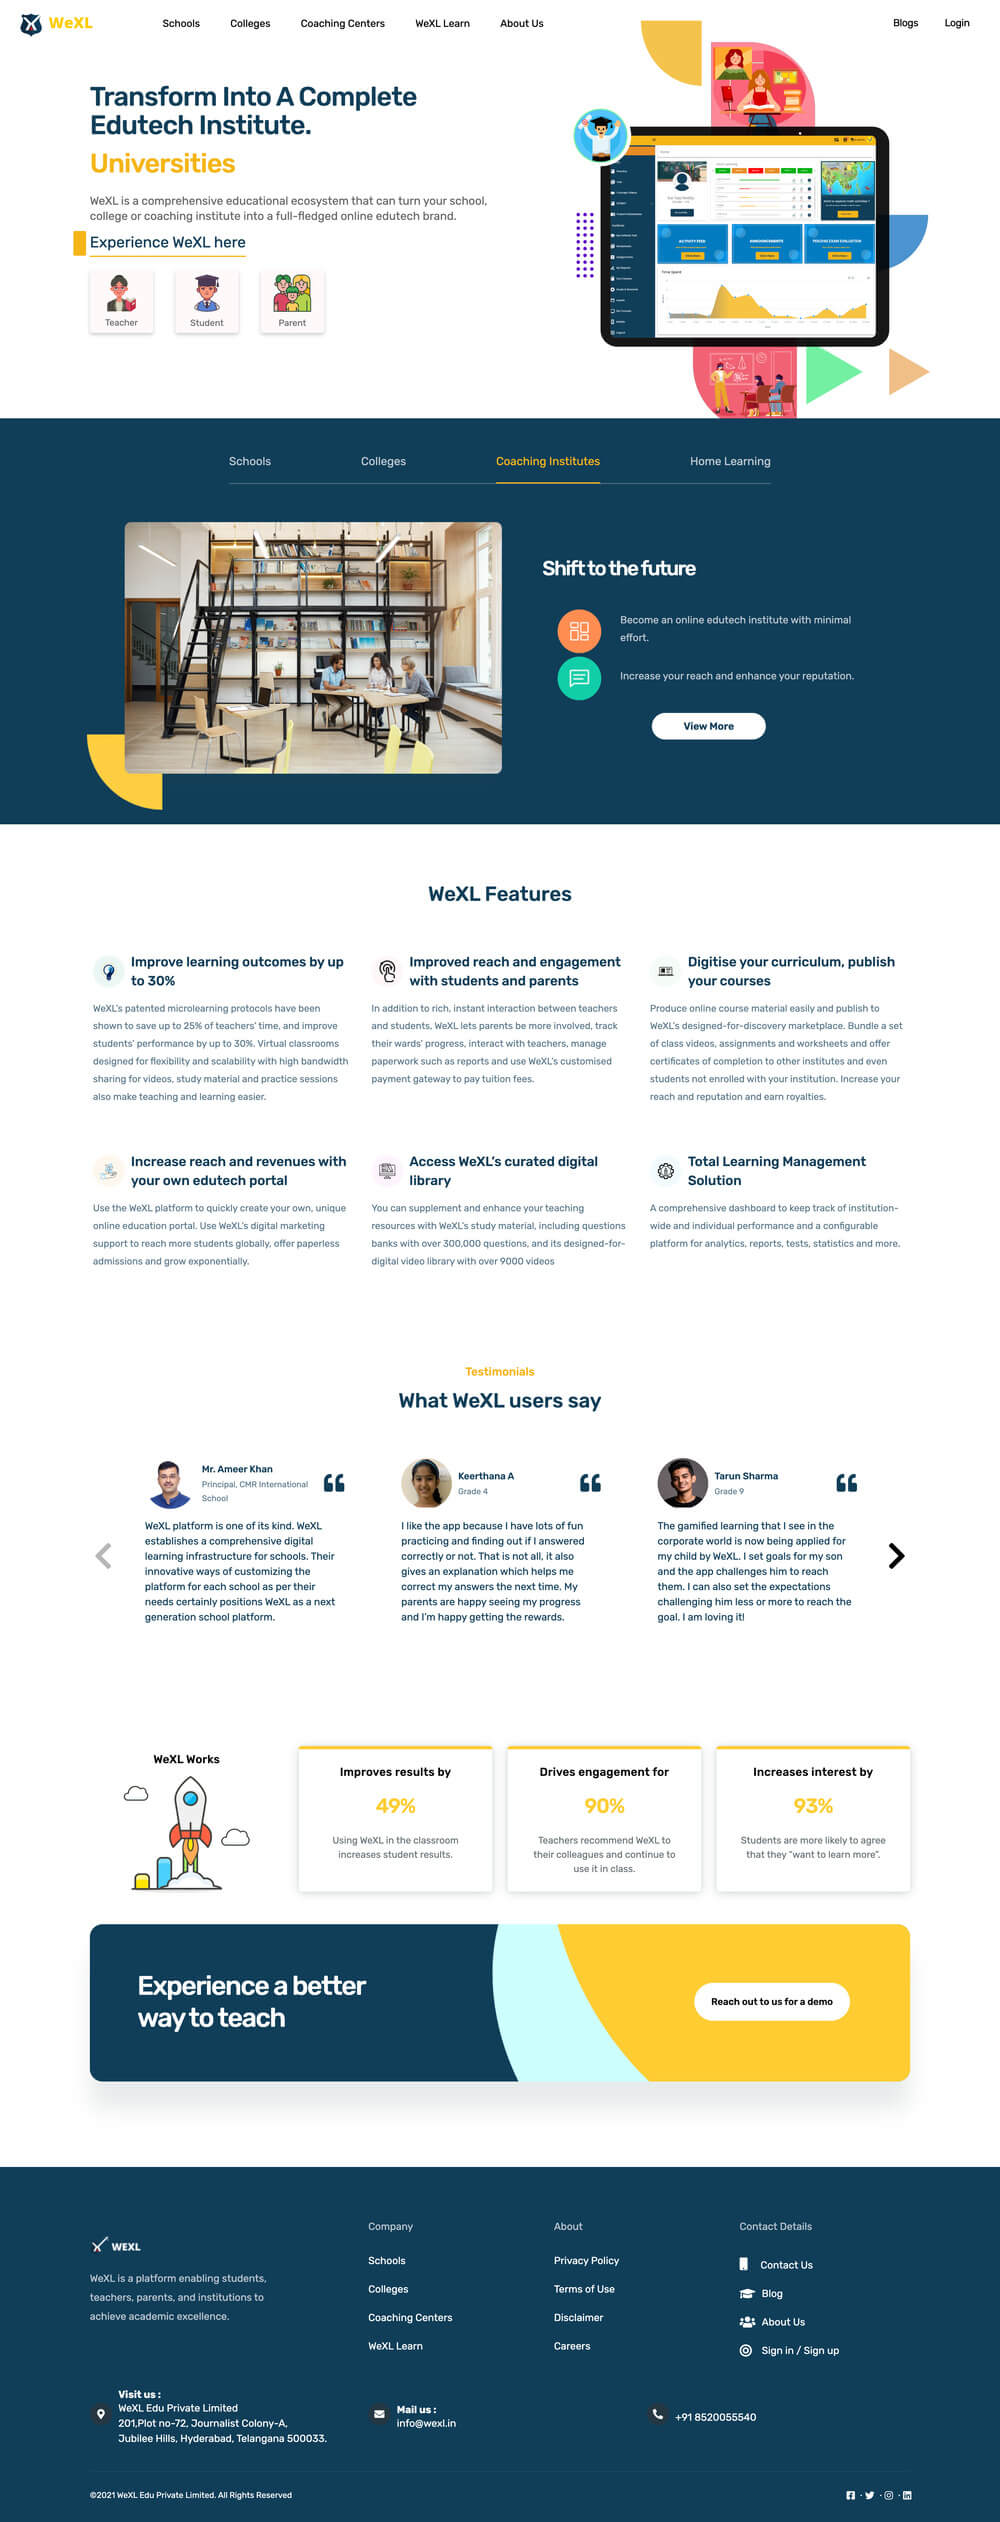 WeXL
Schools
Colleges
Coaching Centers
WeXL Learn
About Us
Blogs
Login
Transform Into A Complete
Edutech Institute.
Universities
WeXL is a comprehensive educational ecosystem that can turn your school,
college or coaching institute into a full-fledged online edutech brand.
Experience WeXL here
Teacher
Student
Parent
ACTIVITY FEED
ANNOUNCEMENTS
Time Spend
Schools
Colleges
Coaching Institutes
Home Learning
Shift to the future
Become an online edutech institute with minimal
effort.
Increase your reach and enhance your reputation.
View More
WeXL Features
Improve learning outcomes by up
to 30%
WeXL's patented microlearning protocols have been
shown to save up to 25% of teachers' time, and improve
students' performance by up to 30%. Virtual classrooms
designed for flexibility and scalability with high bandwidth
sharing for videos, study material and practice sessions
also make teaching and learning easier.
Improved reach and engagement
with students and parents
In addition to rich, instant interaction between teachers
and students, WeXL lets parents be more involved, track
their wards' progress, interact with teachers, manage
paperwork such as reports and use WeXL's customised
payment gateway to pay tuition fees.
Digitise your curriculum, publish
your courses
Produce online course material easily and publish to
WeXL's designed-for-discovery marketplace. Bundle a set
of class videos, assignments and worksheets and offer
certificates of completion to other institutes and even
students not enrolled with your institution. Increase your
reach and reputation and earn royalties.
Increase reach and revenues with
your own edutech portal
Use the WeXL platform to quickly create your own, unique
online education portal. Use WeXL's digital marketing
support to reach more students globally, offer paperless
admissions and grow exponentially.
Access WeXL's curated digital
library
You can supplement and enhance your teaching
resources with WeXL's study material, including questions
banks with over 300,000 questions, and its designed-for-
digital video library with over 9000 videos
Total Learning Management
Solution
A comprehensive dashboard to keep track of institution-
wide and individual performance and a configurable
platform for analytics, reports, tests, statistics and more.
Testimonials
What WeXL users say
Mr. Ameer Khan
Principal, CMR International
School
WeXL platform is one of its kind. WeXL
establishes a comprehensive digital
learning infrastructure for schools. Their
innovative ways of customizing the
platform for each school as per their
needs certainly positions WeXL as a next
generation school platform.
Keerthana A
Grade 4
I like the app because I have lots of fun
practicing and finding out if I answered
correctly or not. That is not all, it also
gives an explanation which helps me
correct my answers the next time. My
parents are happy seeing my progress
and I'm happy getting the rewards.
Tarun Sharma
Grade 9
The gamified learning that I see in the
corporate world is now being applied for
my child by WeXL. I set goals for my son
and the app challenges him to reach
them. I can also set the expectations
challenging him less or more to reach the
goal. I am loving it!
WeXL Works
Improves results by
49%
Using WeXL in the classroom
increases student results.
Drives engagement for
90%
Teachers recommend WeXL to
their colleagues and continue to
use it in class.
Increases interest by
93%
Students are more likely to agree
that they "want to learn more".
Experience a better
way to teach
Reach out to us for a demo
WEXL
WeXL is a platform enabling students,
teachers, parents, and institutions to
achieve academic excellence.
Company
Schools
Colleges
Coaching Centers
WeXL Learn
About
Privacy Policy
Terms of Use
Disclaimer
Careers
Contact Details
Contact Us
Blog
About Us
Sign in / Sign up
Visit us :
WeXL Edu Private Limited
201,Plot no-72, Journalist Colony-A,
Jubilee Hills, Hyderabad, Telangana 500033.
Mail us :
info@wexl.in
+91 8520055540
©2021 WeXL Edu Private Limited. All Rights Reserved